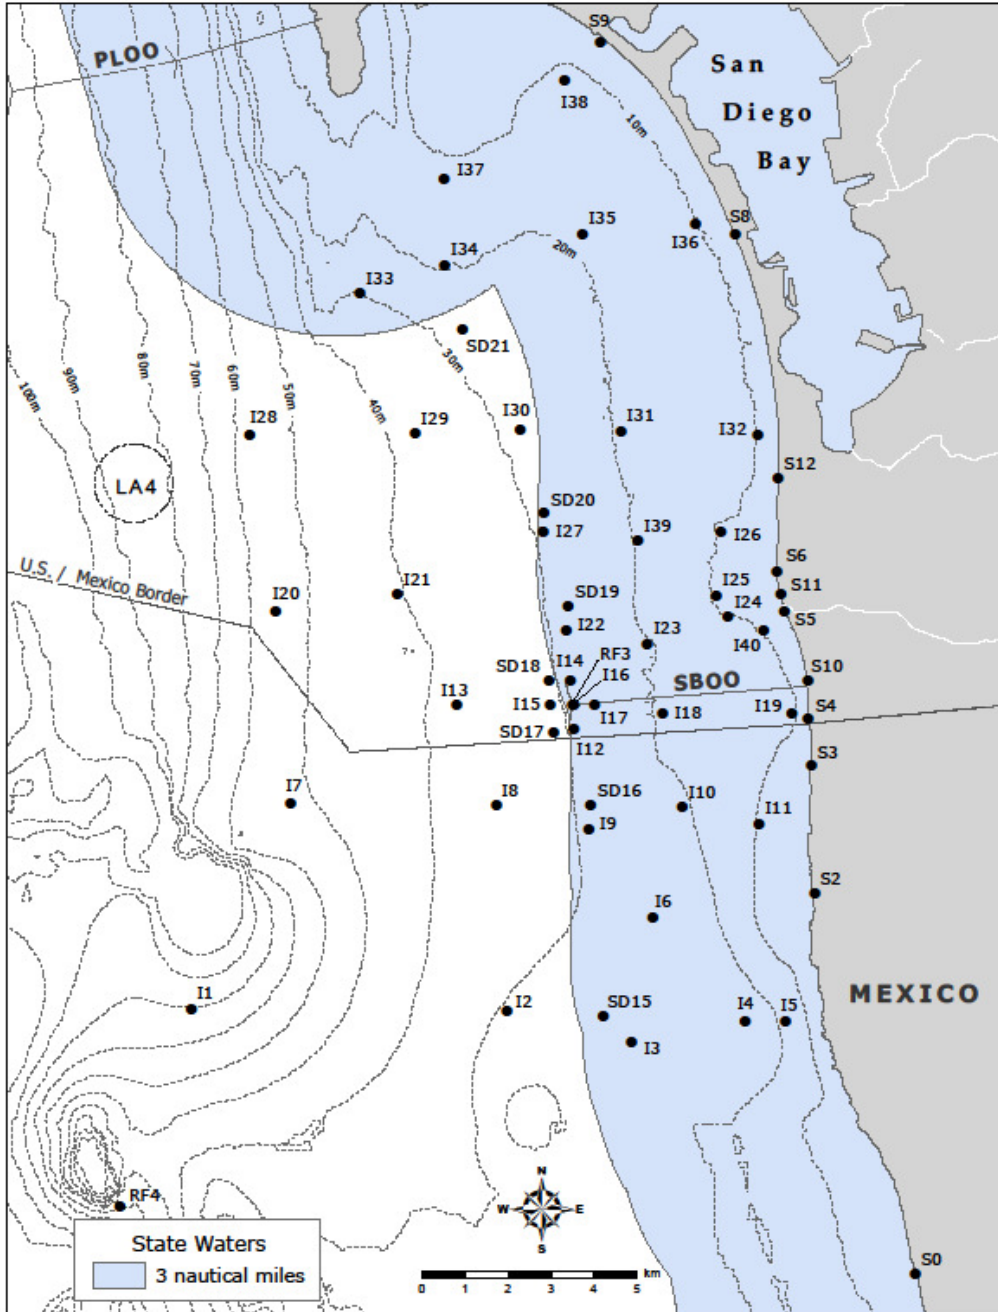 S9
PLOO
San
Diego
Bay
I38
10m
I37
I35
S8
I36
20m
I34
I33
SD21
30m
100m
90m
80m
70m
60m
50m
40m
I28
I29
I30
I31
I32
S12
LA4
SD20
I27
I39
I26
U.S. / Mexico Border
S6
I20
I21
I25
S11
SD19
I24
S5
I22
I23
I40
RF3
SD18
I14
I16
SBOO
S10
I13
I15
I17
I18
I19
S4
SD17
I12
S3
I7
I8
SD16
I10
I11
I9
S2
I6
I1
I2
SD15
I4
I5
MEXICO
I3
RF4
N
W
E
S
State Waters
3 nautical miles
S0
km
0
1
2
3
4
5